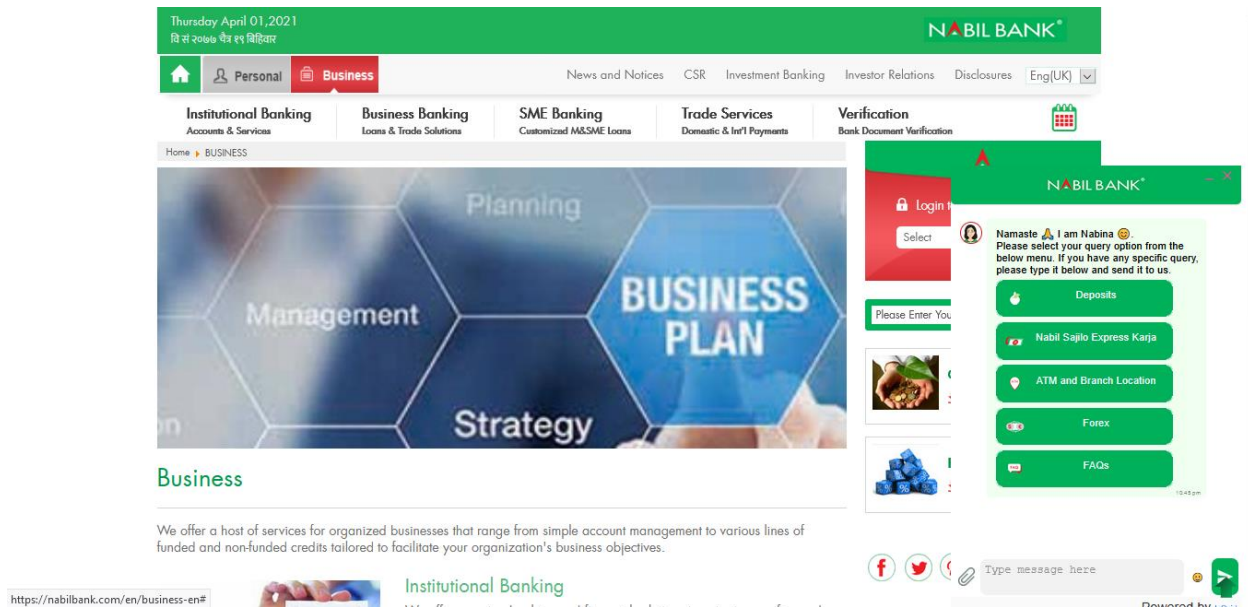 Thursday April 01,2021
वि सं २०७७ चैत्र १९ बिहिवार
NABIL BANK®
Personal
Business
News and Notices CSR Investment Banking Investor Relations Disclosures Eng(UK)
Institutional Banking
Accounts & Services
Business Banking
Loans & Trade Solutions
SME Banking
Customized M&SME Loans
Trade Services
Domestic & Int'l Payments
Verification
Bank Document Verification
Home BUSINESS
Planning
Management
BUSINESS
PLAN
Strategy
Login
Select
Please Enter You
Business
We offer a host of services for organized businesses that range from simple account management to various lines of
funded and non-funded credits tailored to facilitate your organization's business objectives.
Institutional Banking
NABIL BANK®
Namaste 🙏 I am Nabina 😊.
Please select your query option from the
below menu. If you have any specific query,
please type it below and send it to us.
Deposits
Nabil Sajilo Express Karja
ATM and Branch Location
Forex
FAQs
Type message here
Powered by
https://nabilbank.com/en/business-en#